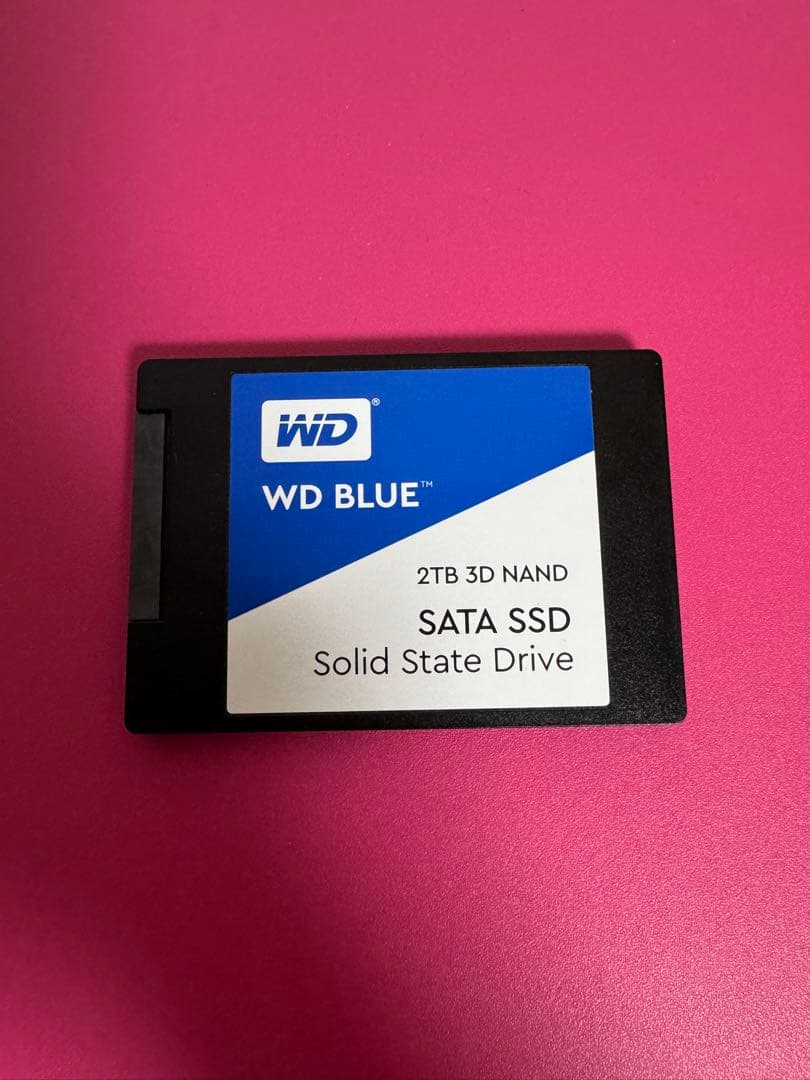 WD®
WD BLUE™
2TB 3D NAND
SATA SSD
Solid State Drive